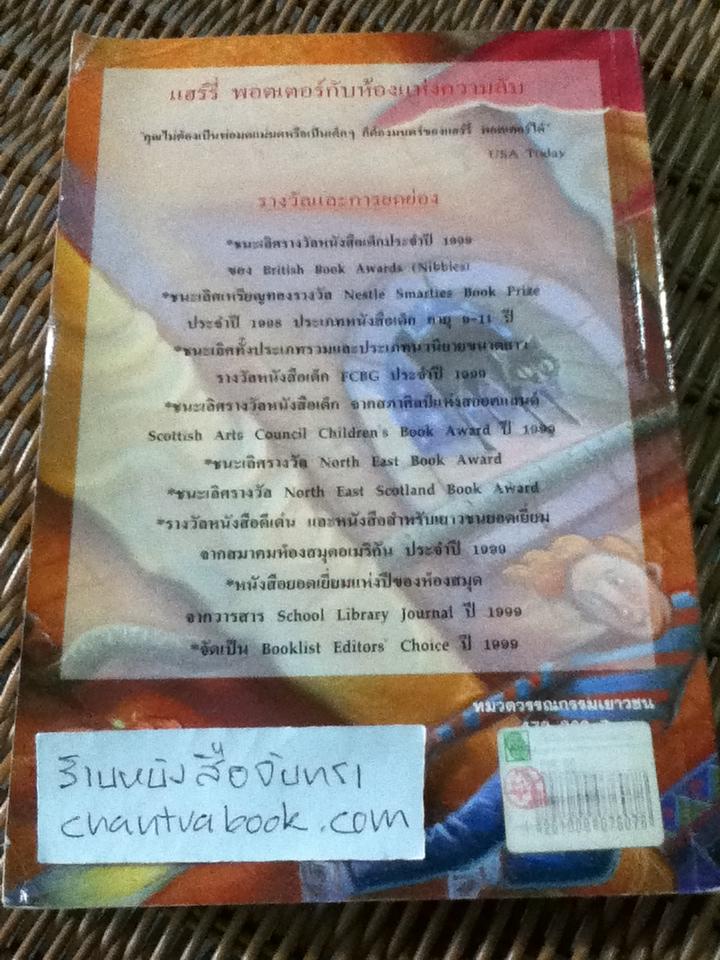 แฮร์รี่ พอตเตอร์กับห้องแห่งความลับ
"คุณไม่ต้องเป็นพ่อมดแม่มดหรือเป็นเด็กๆ ก็ต้องมนตร์ของแฮร์รี่ พอตเตอร์ได้"
USA Today
รางวัลและการยกย่อง
*ชนะเลิศรางวัลหนังสือเด็กประจำปี 1999
ของ British Book Awards (Nibbies)
*ชนะเลิศเหรียญทองรางวัล Nestle Smarties Book Prize
ประจำปี 1998 ประเภทหนังสือเด็ก อายุ 9-11 ปี
*ชนะเลิศทั้งประเภทรวมและประเภทนวนิยายขนาดยาว
รางวัลหนังสือเด็ก FCBG ประจำปี 1999
*ชนะเลิศรางวัลหนังสือเด็ก จากสภาศิลป์แห่งสกอตแลนด์
Scottish Arts Council Children's Book Award ปี 1999
*ชนะเลิศรางวัล North East Book Award
*ชนะเลิศรางวัล North East Scotland Book Award
*รางวัลหนังสือดีเด่น และหนังสือสำหรับเยาวชนยอดเยี่ยม
จากสมาคมห้องสมุดอเมริกัน ประจำปี 1999
*หนังสือยอดเยี่ยมแห่งปีของห้องสมุด
จากวารสาร School Library Journal ปี 1999
*จัดเป็น Booklist Editors' Choice ปี 1999
หมวดวรรณกรรมเยาวชน
ร้านหนังสือจันทรา
chantrabook.com